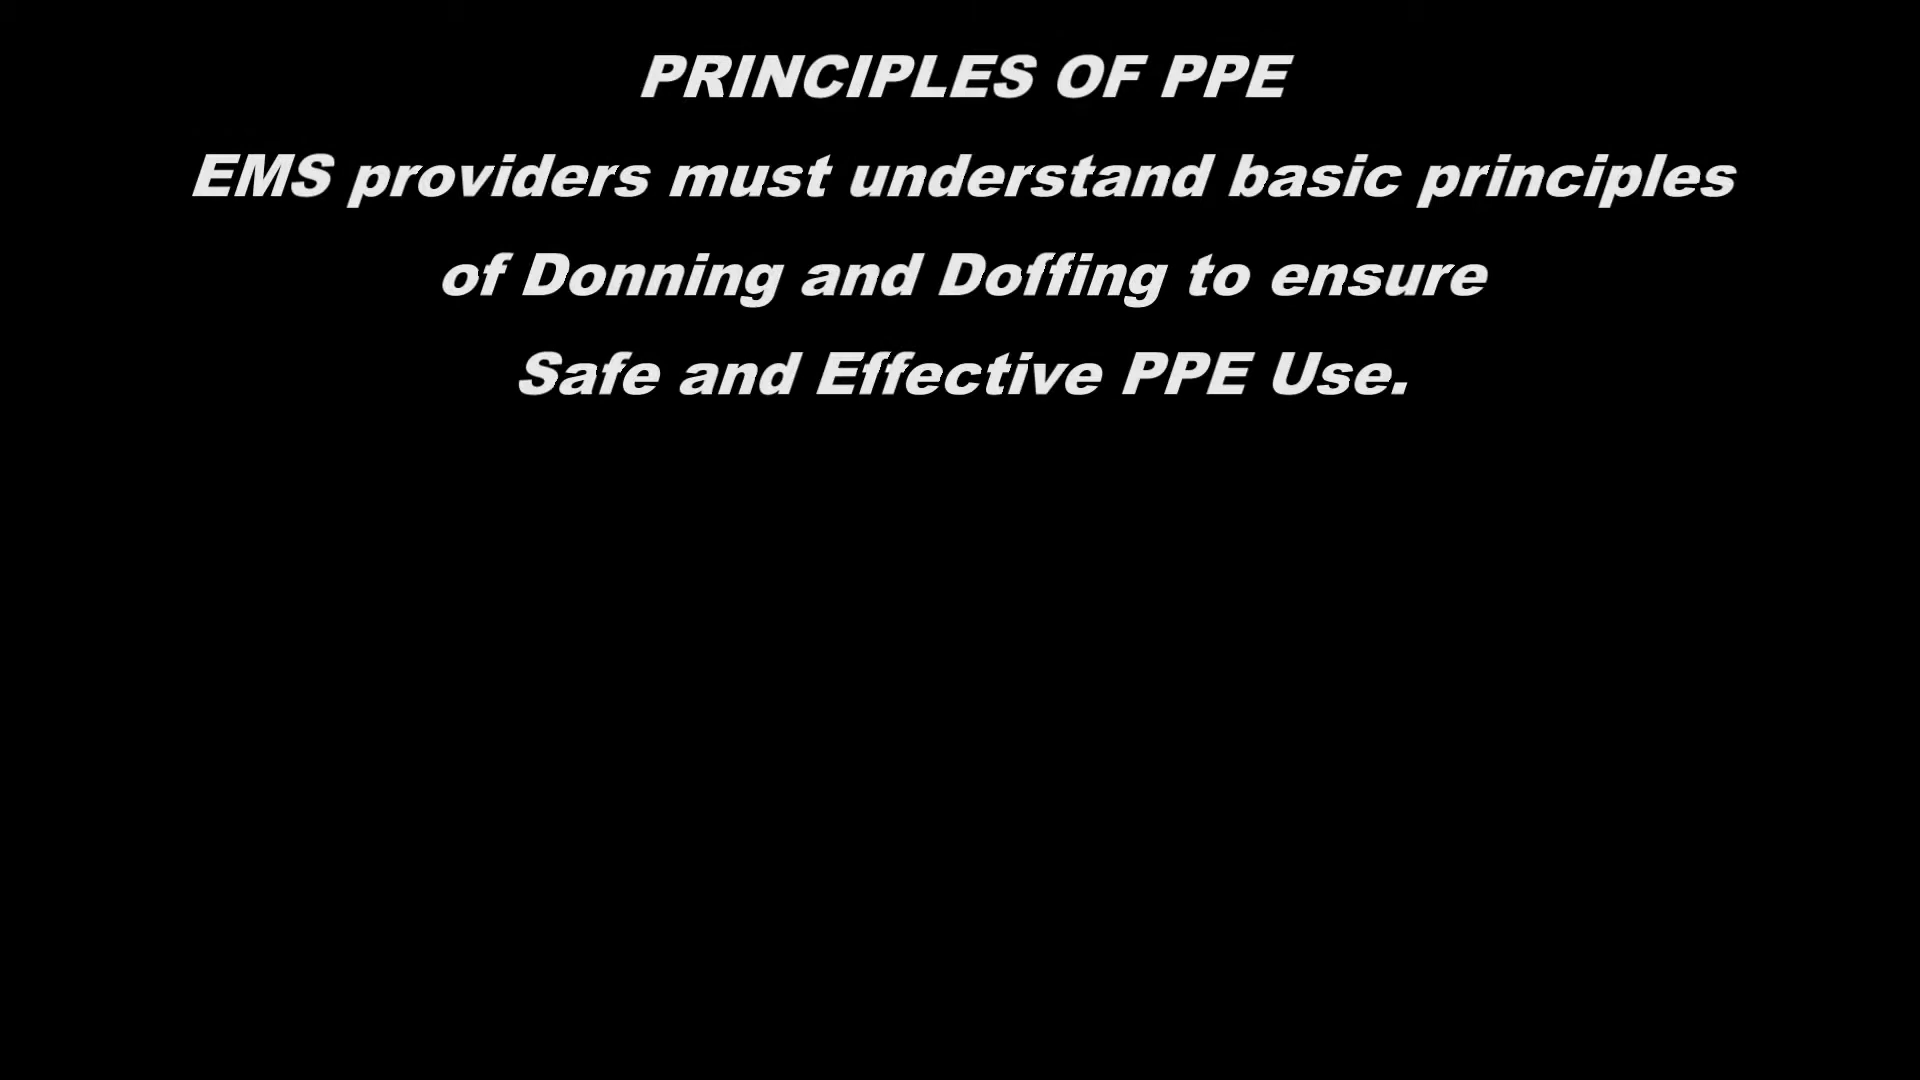 PRINCIPLES OF PPE
EMS providers must understand basic principles
of Donning and Doffing to ensure
Safe and Effective PPE Use.